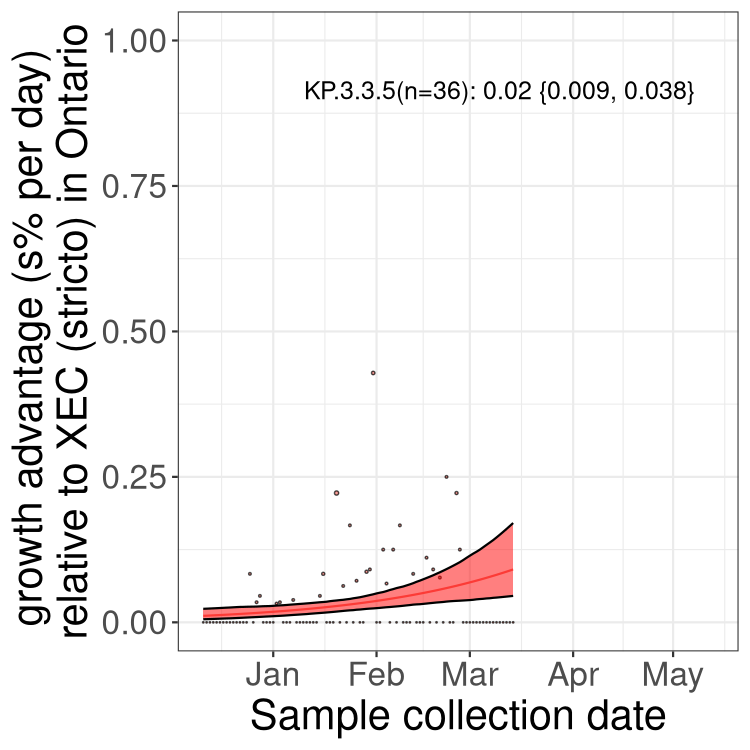 growth advantage (s% per day)
relative to XEC (stricto) in Ontario
1.00
0.75
0.50
0.25
0.00
KP.3.3.5(n=36): 0.02 {0.009, 0.038}
Jan Feb Mar Apr May
Sample collection date